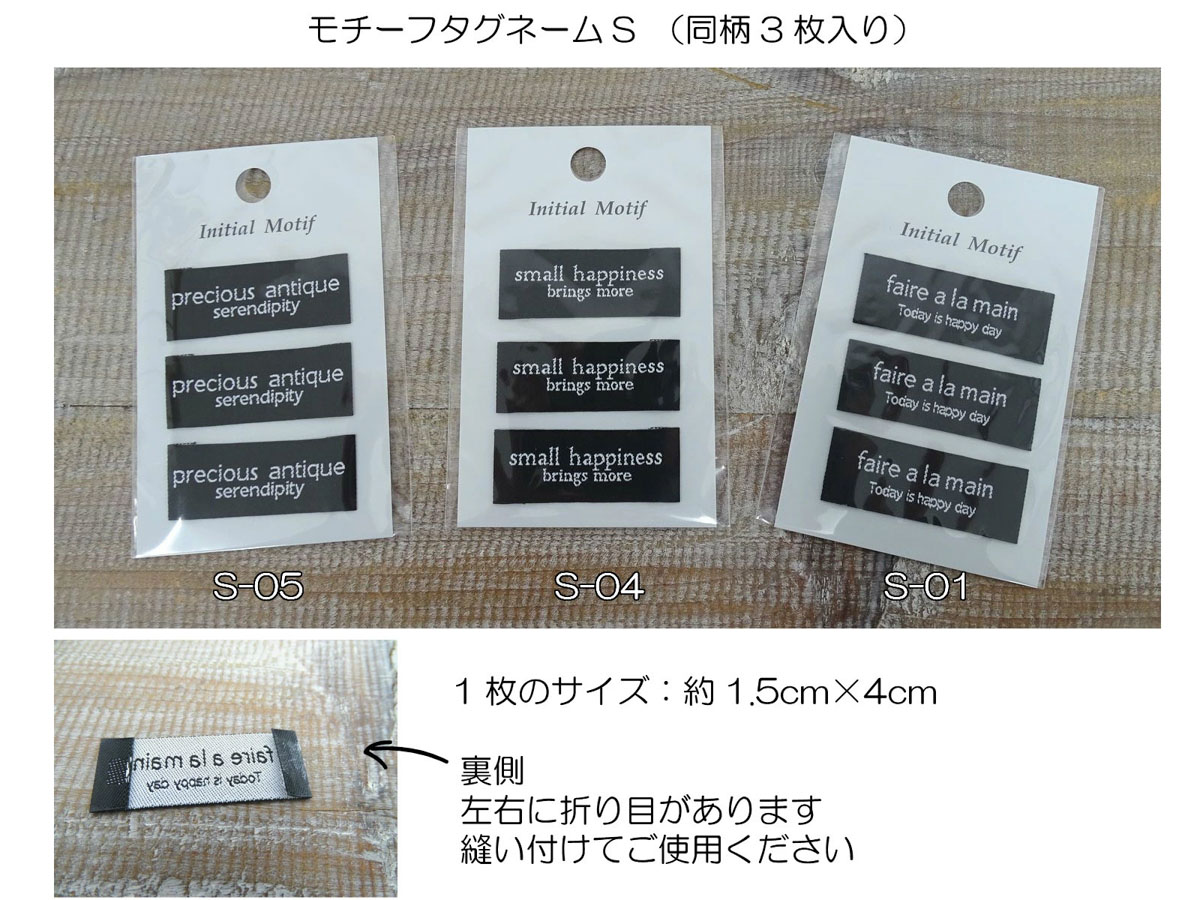 モチーフタグネームS （同柄3枚入り）
Initial Motif
precious antique
serendipity
precious antique
serendipity
precious antique
serendipity
S-05
Initial Motif
small happiness
brings more
small happiness
brings more
small happiness
brings more
S-04
Initial Motif
faire a la main
Today is happy day
faire a la main
Today is happy day
faire a la main
Today is happy day
S-01
faire a la main
Today is happy day
1枚のサイズ：約1.5cm×4cm
裏側
左右に折り目があります
縫い付けてご使用ください